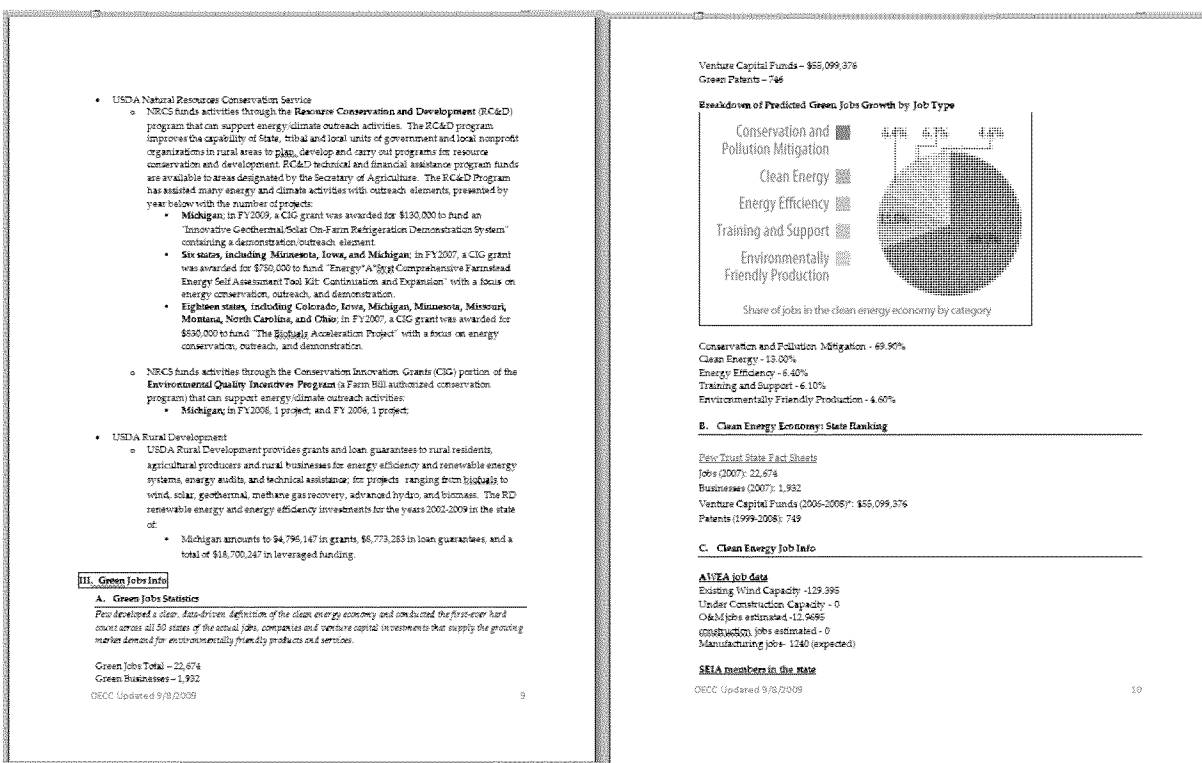 • USDA Natural Resources Conservation Service
o NRCS funds activities through the Resource Conservation and Development (RC&D)
program that can support energy/climate outreach activities. The RC&D program
improves the capability of State, tribal and local units of government and local nonprofit
organizations in rural areas to plan, develop and carry out programs for resource
conservation and development. RC&D technical and financial assistance program funds
are available to areas designated by the Secretary of Agriculture. The RC&D Program
has assisted many energy and climate activities with outreach elements, presented by
year below with the number of projects:
• Michigan; in FY2009, a CIG grant was awarded for $130,000 to fund an
"Innovative Geothermal/Solar On-Farm Refrigeration Demonstration System"
containing a demonstration/outreach element.
• Six states, including Minnesota, Iowa, and Michigan; in FY2007, a CIG grant
was awarded for $750,000 to fund "Energy*A*Syst Comprehensive Farmstead
Energy Self Assessment Tool Kit: Continuation and Expansion" with a focus on
energy conservation, outreach, and demonstration.
• Eighteen states, including Colorado, Iowa, Michigan, Minnesota, Missouri,
Montana, North Carolina, and Ohio; in FY2007, a CIG grant was awarded for
to fund "The Biofuels Acceleration Project" with a focus on energy
conservation, outreach, and demonstration.
o NRCS funds activities through the Conservation Innovation Grants (CIG) portion of the
Environmental Quality Incentives Program (a Farm Bill authorized conservation
program) that can support energy/climate outreach activities:
• Michigan; in FY2008, 1 project; and FY 2006, 1 project;
• USDA Rural Development
o USDA Rural Development provides grants and loan guarantees to rural residents,
agricultural producers and rural businesses for energy efficiency and renewable energy
systems, energy audits, and technical assistance; for projects ranging from biofuels to
wind, solar, geothermal, methane gas recovery, advanced hydro, and biomass. The RD
renewable energy and energy efficiency investments for the years 2002-2009 in the state
of:
• Michigan amounts to $4,796,147 in grants, $8,773,283 in loan guarantees, and a
total of $18,700,247 in leveraged funding.
III. Green Jobs Info
A. Green Jobs Statistics
Pew developed a clear, data-driven definition of the clean energy economy and conducted the first-ever hard
count across all 50 states of the actual jobs, companies and venture capital investments that supply the growing
market demand for environmentally friendly products and services.
Green Jobs Total – 22,674
Green Businesses – 1,932
OECC Updated 9/8/2009 9
Venture Capital Funds – $55,099,376
Green Patents – 746
Breakdown of Predicted Green Jobs Growth by Job Type
Conservation and
Pollution Mitigation
Clean Energy
Energy Efficiency
Training and Support
Environmentally
Friendly Production
6.4% 6.1% 4.6%
Share of jobs in the clean energy economy by category
Conservation and Pollution Mitigation - 69.90%
Clean Energy - 13.00%
Energy Efficiency - 6.40%
Training and Support - 6.10%
Environmentally Friendly Production - 4.60%
B. Clean Energy Economy: State Ranking
Pew Trust State Fact Sheets
Jobs (2007): 22,674
Businesses (2007): 1,932
Venture Capital Funds (2006-2008)*: $55,099,376
Patents (1999-2008): 749
C. Clean Energy Job Info
AWEA job data
Existing Wind Capacity -129.395
Under Construction Capacity - 0
O&M jobs estimated -12.9695
construction jobs estimated - 0
Manufacturing jobs- 1240 (expected)
SEIA members in the state
OECC Updated 9/8/2009 10